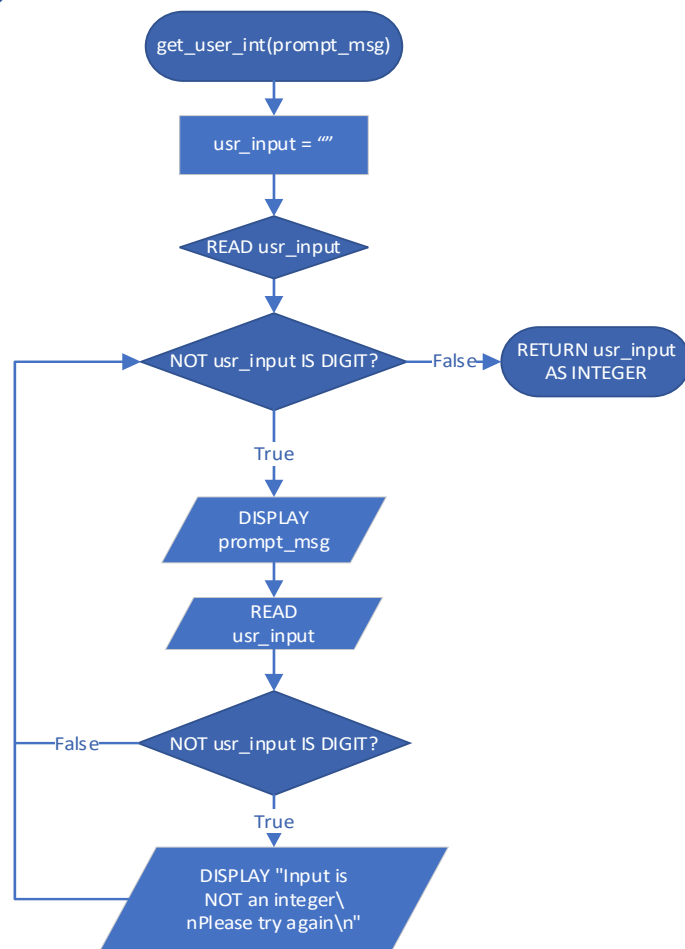 get_user_int(prompt_msg)
usr_input = “”
READ usr_input
NOT usr_input IS DIGIT?
False
RETURN usr_input
AS INTEGER
True
DISPLAY
prompt_msg
READ
usr_input
NOT usr_input IS DIGIT?
False
True
DISPLAY "Input is
NOT an integer\
nPlease try again\n"